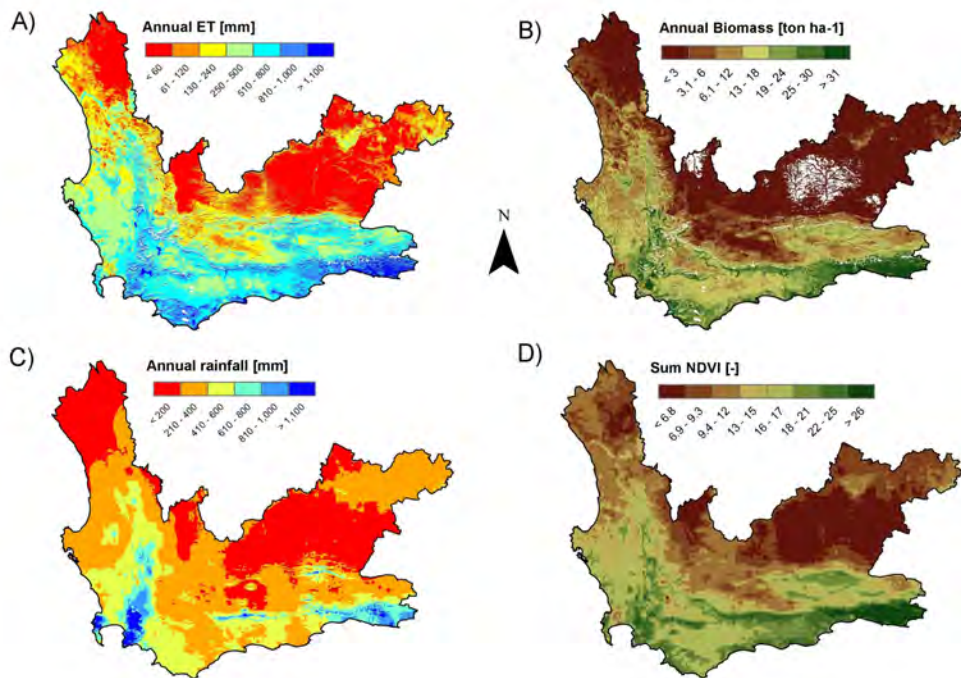 A)
Annual ET [mm]
< 60
61 - 120
130 - 240
250 - 500
510 - 800
810 - 1.000
> 1.100
B)
Annual Biomass [ton ha-1]
< 3
3.1 - 6
6.1 - 12
13 - 18
19 - 24
25 - 30
> 31
N
C)
Annual rainfall [mm]
< 200
210 - 400
410 - 600
610 - 800
810 - 1,000
> 1,100
D)
Sum NDVI [-]
< 6.8
6.9 - 9.3
9.4 - 12
13 - 15
16 - 17
18 - 21
22 - 25
> 26